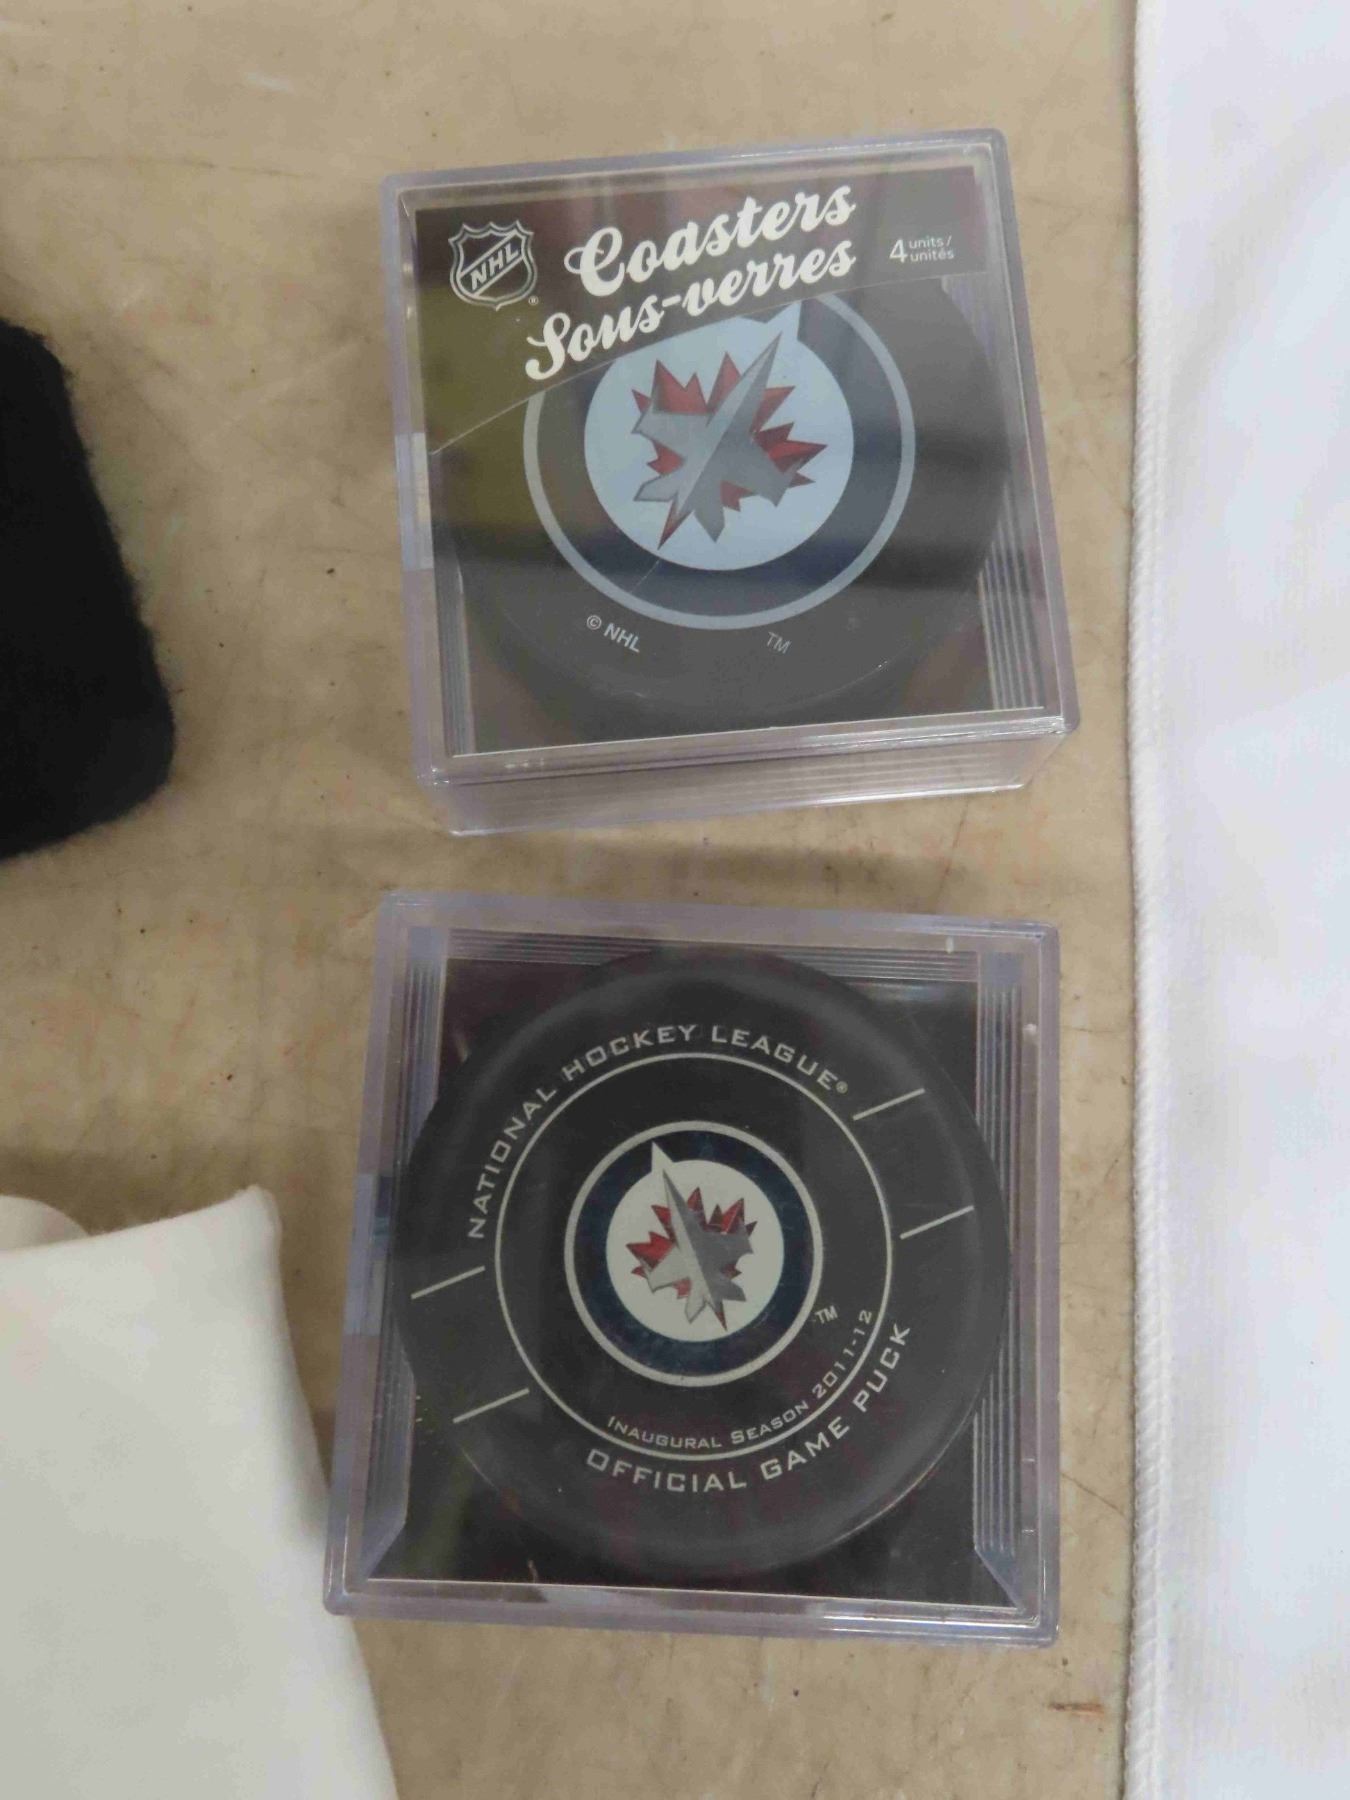 NHL
®
Coasters
Sous-verres
4 units/
unités
© NHL
TM
NATIONAL HOCKEY LEAGUE®
TM
INAUGURAL SEASON 2011-12
OFFICIAL GAME PUCK